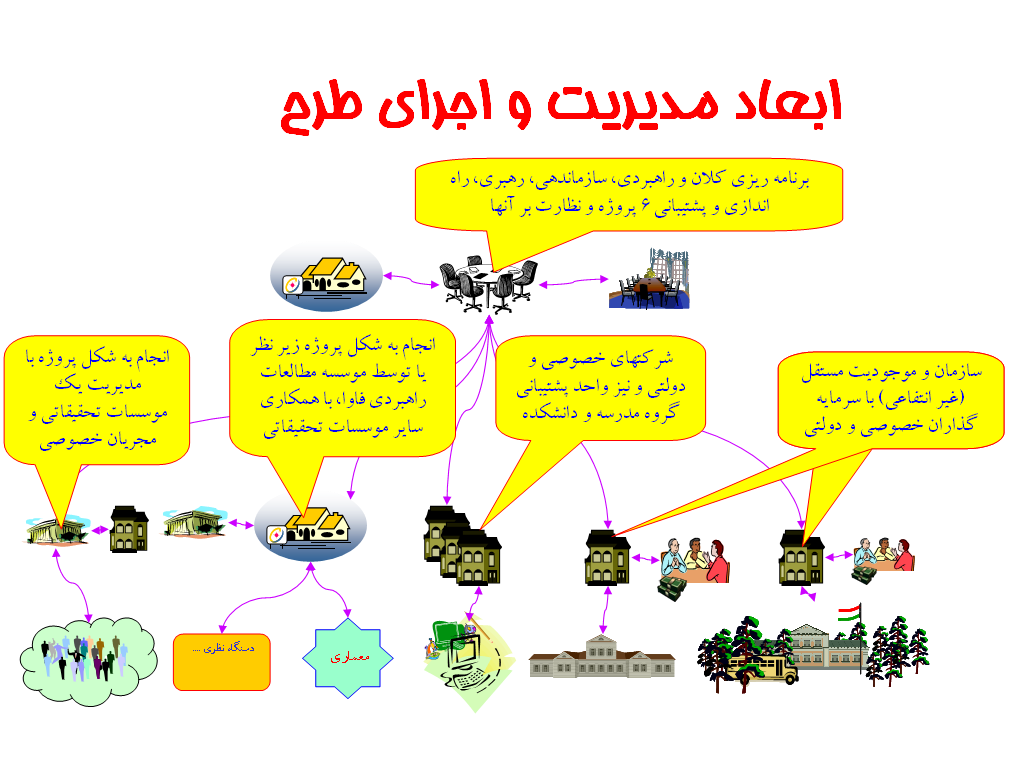 ابعاد مدیریت و اجرای طرح
برنامه ریزی کلان و راهبردی، سازماندهی، رهبری، راه
اندازی و پشتیبانی ۶ پروژه و نظارت بر آنها
سازمان و موجودیت مستقل
(غیر انتفاعی) با سرمایه
گذاران خصوصی و دولتی
شرکتهای خصوصی و
دولتی و نیز واحد پشتیبانی
گروه مدرسه و دانشکده
انجام به شکل پروژه زیر نظر
یا توسط موسسه مطالعات
راهبردی فاوا، با همکاری
سایر موسسات تحقیقاتی
انجام به شکل پروژه با
مدیریت یک
موسسات تحقیقاتی و
مجریان خصوصی
معماری
دستگاه نظری ....